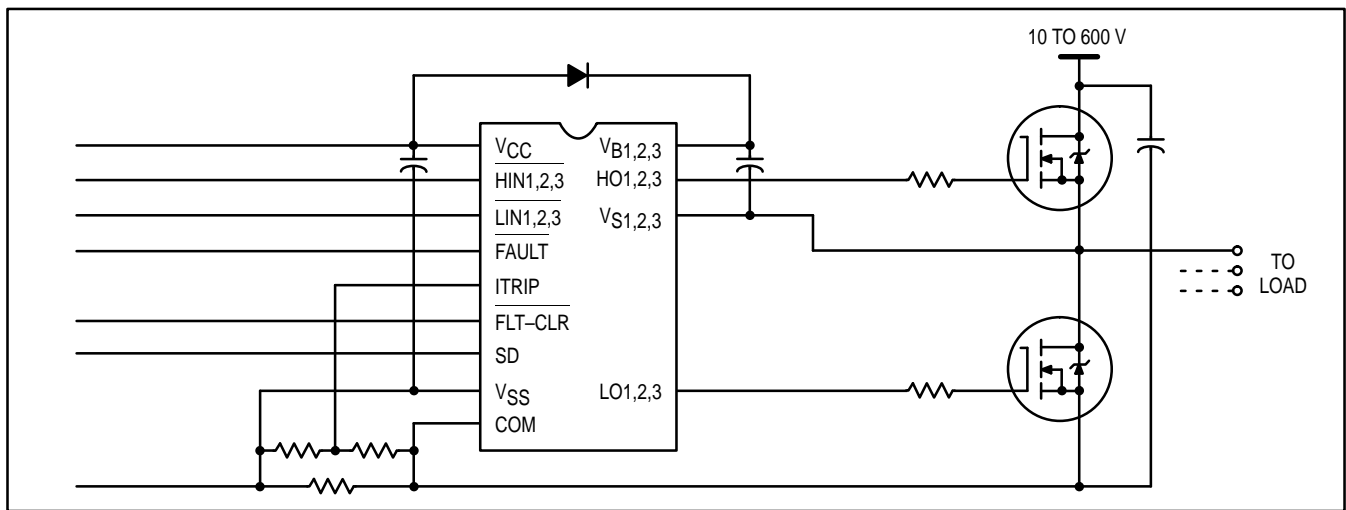 10 TO 600 V
VCC
HIN1,2,3
LIN1,2,3
FAULT
ITRIP
FLT–CLR
SD
VSS
COM
VB1,2,3
HO1,2,3
VS1,2,3
LO1,2,3
TO
LOAD